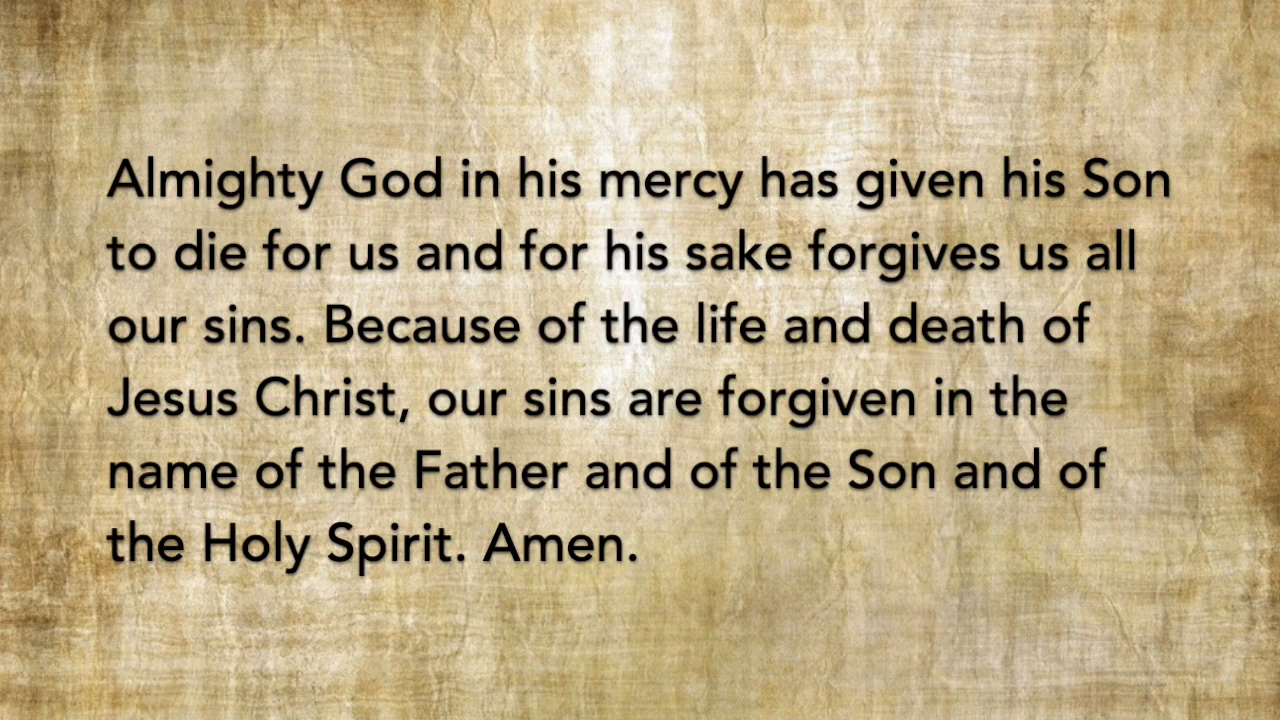 Almighty God in his mercy has given his Son
to die for us and for his sake forgives us all
our sins. Because of the life and death of
Jesus Christ, our sins are forgiven in the
name of the Father and of the Son and of
the Holy Spirit. Amen.